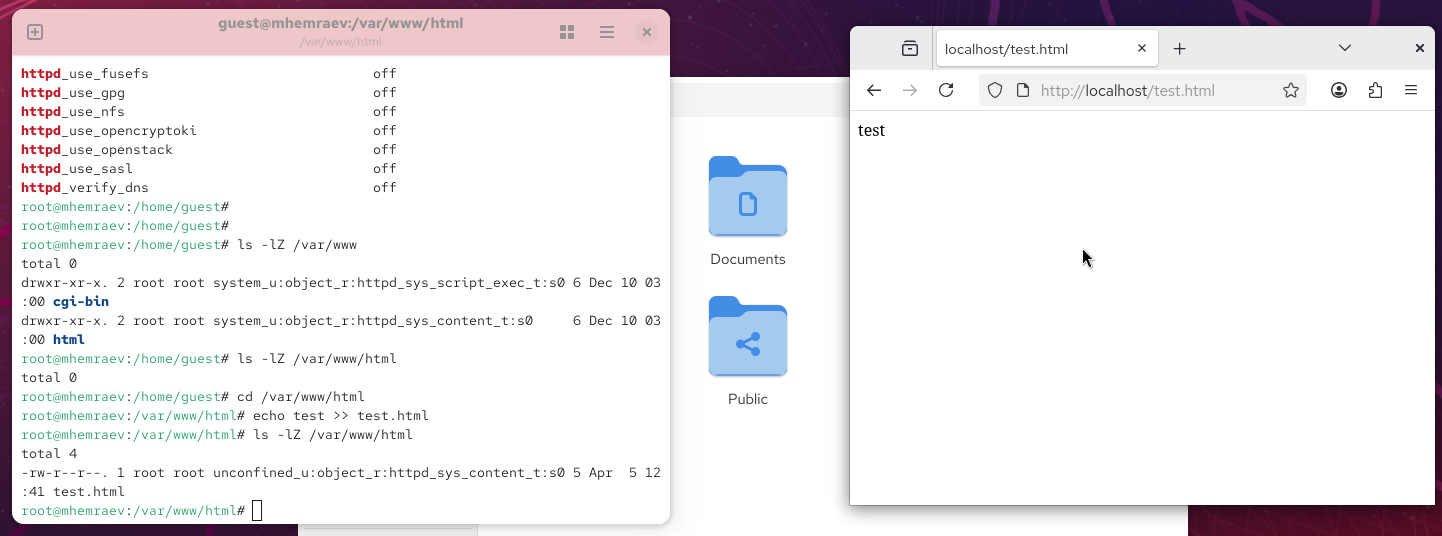 guest@mhemraev:/var/www/html
/var/www/html
httpd_use_fusefs off
httpd_use_gpg off
httpd_use_nfs off
httpd_use_opencryptoki off
httpd_use_openstack off
httpd_use_sasl off
httpd_verify_dns off
root@mhemraev:/home/guest#
root@mhemraev:/home/guest#
root@mhemraev:/home/guest# ls -lZ /var/www
total 0
drwxr-xr-x. 2 root root system_u:object_r:httpd_sys_script_exec_t:s0 6 Dec 10 03
:00 cgi-bin
drwxr-xr-x. 2 root root system_u:object_r:httpd_sys_content_t:s0 6 Dec 10 03
:00 html
root@mhemraev:/home/guest# ls -lZ /var/www/html
total 0
root@mhemraev:/home/guest# cd /var/www/html
root@mhemraev:/var/www/html# echo test >> test.html
root@mhemraev:/var/www/html# ls -lZ /var/www/html
total 4
-rw-r--r--. 1 root root unconfined_u:object_r:httpd_sys_content_t:s0 5 Apr 5 12
:41 test.html
root@mhemraev:/var/www/html#
Documents
Public
localhost/test.html
http://localhost/test.html
test